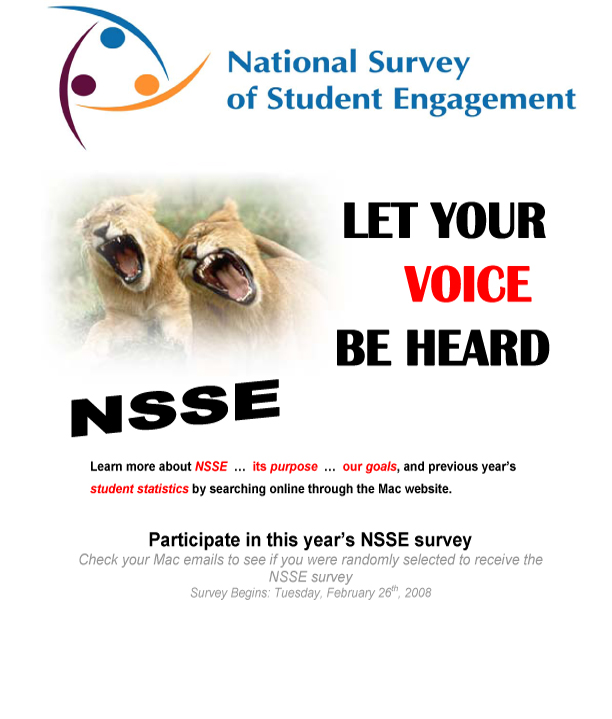 National Survey
of Student Engagement
LET YOUR
VOICE
BE HEARD
NSSE
Learn more about NSSE ... its purpose ... our goals, and previous year's
student statistics by searching online through the Mac website.
Participate in this year's NSSE survey
Check your Mac emails to see if you were randomly selected to receive the
NSSE survey
Survey Begins: Tuesday, February 26th, 2008